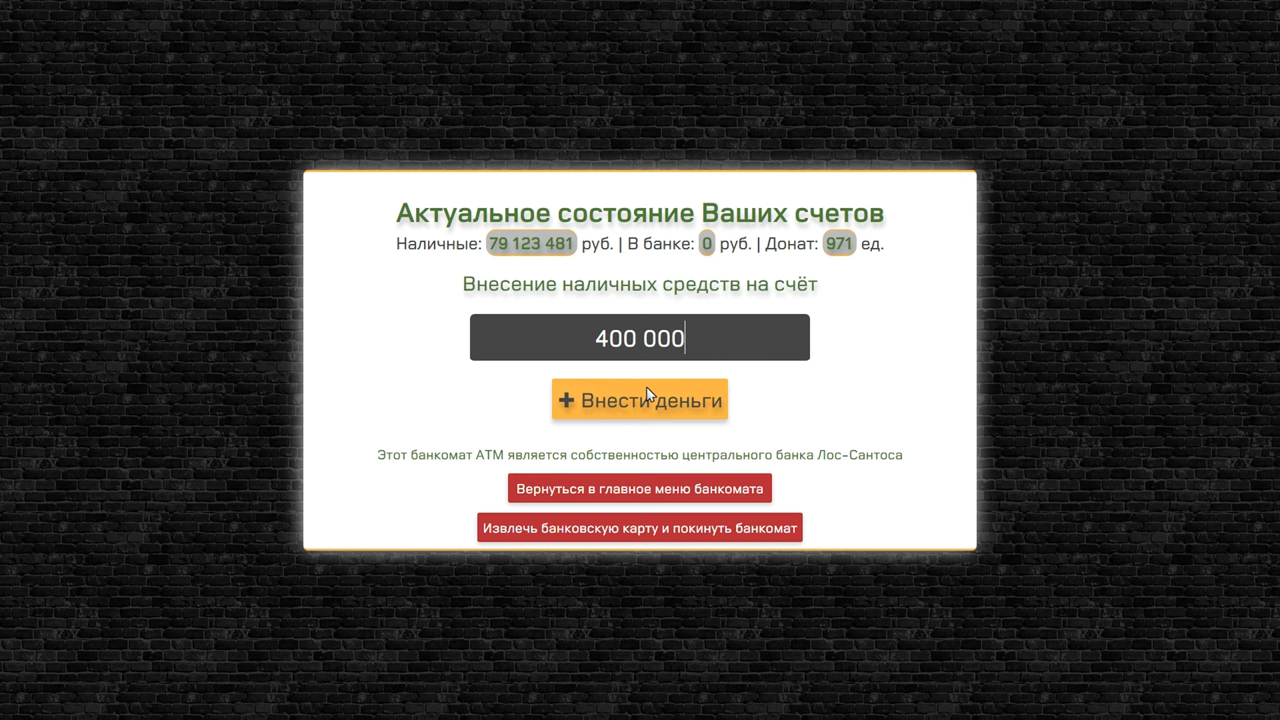 Актуальное состояние Ваших счетов
Наличные: 79 123 481 руб. | В банке: 0 руб. | Донат: 971 ед.
Внесение наличных средств на счёт
400 000
Внести деньги
Этот банкомат ATM является собственностью центрального банка Лос-Сантоса
Вернуться в главное меню банкомата
Извлечь банковскую карту и покинуть банкомат